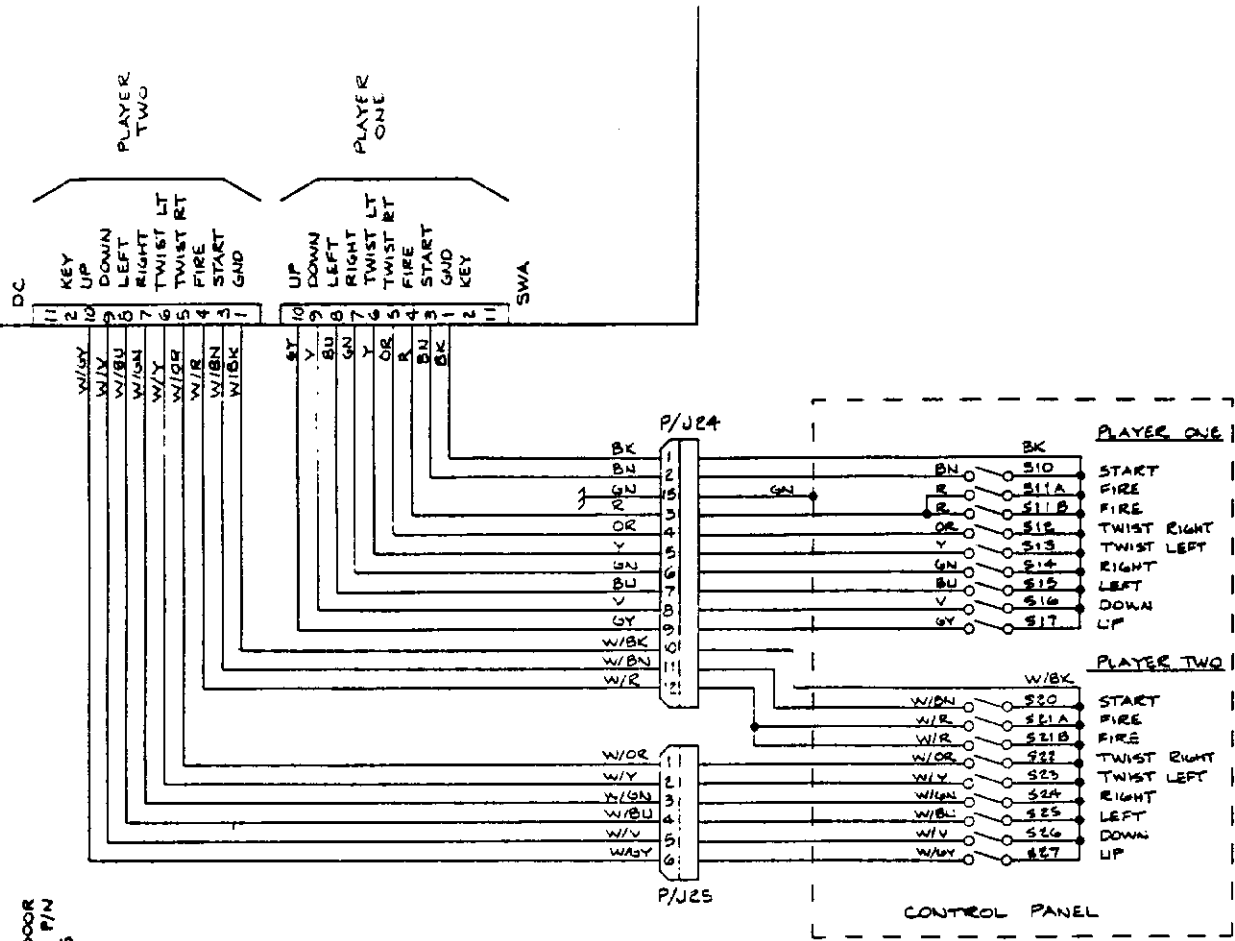 PLAYER TWO
PLAYER ONE
DC
KEY
UP
DOWN
LEFT
RIGHT
TWIST LT
TWIST RT
FIRE
START
GND
UP
DOWN
LEFT
RIGHT
TWIST LT
TWIST RT
FIRE
START
GND
KEY
SWA
11 2 10 9 8 7 6 5 4 3 1
10 9 8 7 6 5 4 3 1 2 11
W/GY W/V W/BU W/GN W/Y W/OR W/R W/BN W/BK
GY V BU GN Y OR R BN BK
P/J24
PLAYER ONE
BK 1 BK
BN 2 BN S10 START
GN 15 GN R S11A FIRE
R 3 R S11B FIRE
OR 4 OR S12 TWIST RIGHT
Y 5 Y S13 TWIST LEFT
GN 6 GN S14 RIGHT
BU 7 BU S15 LEFT
V 8 V S16 DOWN
GY 9 GY S17 UP
W/BK 10
W/BN 11
W/R 12
PLAYER TWO
W/BK
W/BN S20 START
W/R S21A FIRE
W/R S21B FIRE
W/OR 1 W/OR S22 TWIST RIGHT
W/Y 2 W/Y S23 TWIST LEFT
W/GN 3 W/GN S24 RIGHT
W/BU 4 W/BU S25 LEFT
W/V 5 W/V S26 DOWN
W/GY 6 W/GY S27 UP
P/J25
CONTROL PANEL
DOOR
P/N